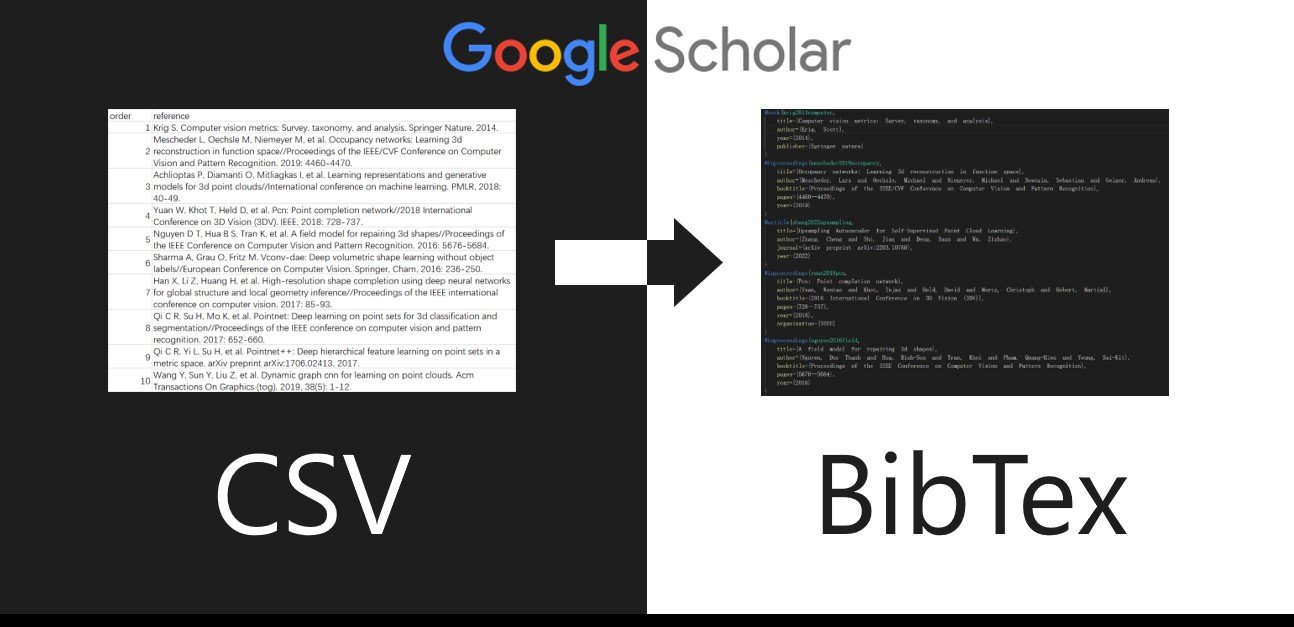 Google Scholar
order reference
1 Krig S. Computer vision metrics: Survey, taxonomy, and analysis. Springer Nature, 2014.
Mescheder L, Oechsle M, Niemeyer M, et al. Occupancy networks: Learning 3d
2 reconstruction in function space//Proceedings of the IEEE/CVF Conference on Computer
Vision and Pattern Recognition. 2019: 4460-4470.
Achlioptas P, Diamanti O, Mitliagkas I, et al. Learning representations and generative
3 models for 3d point clouds//International conference on machine learning. PMLR, 2018:
40-49.
4 Yuan W, Khot T, Held D, et al. Pcn: Point completion network//2018 International
Conference on 3D Vision (3DV). IEEE, 2018: 728-737.
5 Nguyen D T, Hua B S, Tran K, et al. A field model for repairing 3d shapes//Proceedings of
the IEEE Conference on Computer Vision and Pattern Recognition. 2016: 5676-5684.
6 Sharma A, Grau O, Fritz M. Vconv-dae: Deep volumetric shape learning without object
labels//European Conference on Computer Vision. Springer, Cham, 2016: 236-250.
Han X, Li Z, Huang H, et al. High-resolution shape completion using deep neural networks
7 for global structure and local geometry inference//Proceedings of the IEEE international
conference on computer vision. 2017: 85-93.
Qi C R, Su H, Mo K, et al. Pointnet: Deep learning on point sets for 3d classification and
8 segmentation//Proceedings of the IEEE conference on computer vision and pattern
recognition. 2017: 652-660.
9 Qi C R, Yi L, Su H, et al. Pointnet++: Deep hierarchical feature learning on point sets in a
metric space. arXiv preprint arXiv:1706.02413, 2017.
10 Wang Y, Sun Y, Liu Z, et al. Dynamic graph cnn for learning on point clouds. Acm
Transactions On Graphics (tog), 2019, 38(5): 1-12.
@book{krig2014computer,
title={Computer vision metrics: Survey, taxonomy, and analysis},
author={Krig, Scott},
year={2014},
publisher={Springer nature}
}
@inproceedings{mescheder2019occupancy,
title={Occupancy networks: Learning 3d reconstruction in function space},
author={Mescheder, Lars and Oechsle, Michael and Niemeyer, Michael and Nowozin, Sebastian and Geiger, Andreas},
booktitle={Proceedings of the IEEE/CVF Conference on Computer Vision and Pattern Recognition},
pages={4460--4470},
year={2019}
}
@article{zhang2022upsampling,
title={Upsampling Autoencoder for Self-Supervised Point Cloud Learning},
author={Zhang, Cheng and Shi, Jian and Deng, Xuan and Wu, Zizhao},
journal={arXiv preprint arXiv:2203.10768},
year={2022}
}
@inproceedings{yuan2018pcn,
title={Pcn: Point completion network},
author={Yuan, Wentao and Khot, Tejas and Held, David and Mertz, Christoph and Hebert, Martial},
booktitle={2018 International Conference on 3D Vision (3DV)},
pages={728--737},
year={2018},
organization={IEEE}
}
@inproceedings{nguyen2016field,
title={A field model for repairing 3d shapes},
author={Nguyen, Duc Thanh and Hua, Binh-Son and Tran, Khoi and Pham, Quang-Hieu and Yeung, Sai-Kit},
booktitle={Proceedings of the IEEE Conference on Computer Vision and Pattern Recognition},
pages={5676--5684},
year={2016}
}
CSV
BibTex